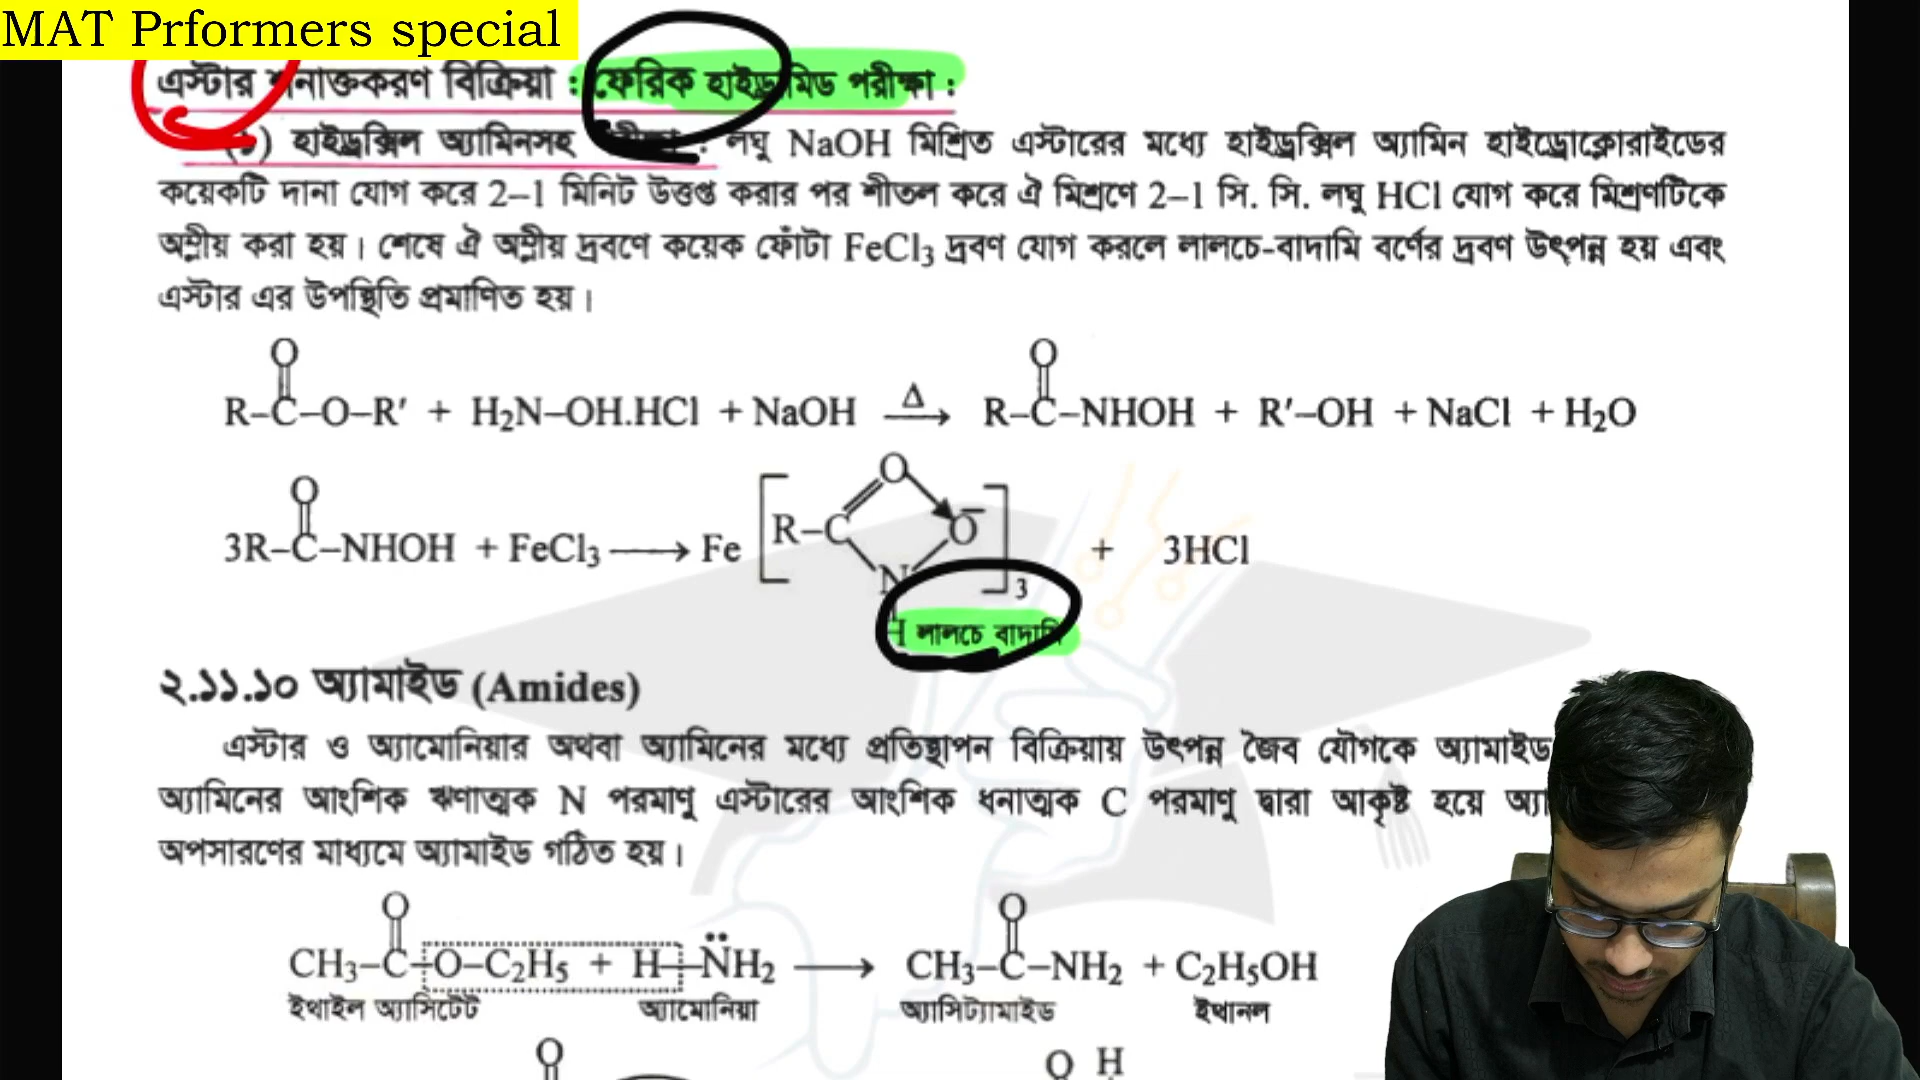 MAT Prformers special
এস্টার শনাক্তকরণ বিক্রিয়া : ফেরিক হাইড্রামিড পরীক্ষা :
(১) হাইড্রক্সিল অ্যামিনসহ পরীক্ষা : লঘু NaOH মিশ্রিত এস্টারের মধ্যে হাইড্রক্সিল অ্যামিন হাইড্রোক্লোরাইডের
কয়েকটি দানা যোগ করে 2–1 মিনিট উত্তপ্ত করার পর শীতল করে ঐ মিশ্রণে 2–1 সি. সি. লঘু HCl যোগ করে মিশ্রণটিকে
অম্লীয় করা হয়। শেষে ঐ অম্লীয় দ্রবণে কয়েক ফোঁটা FeCl₃ দ্রবণ যোগ করলে লালচে-বাদামি বর্ণের দ্রবণ উৎপন্ন হয় এবং
এস্টার এর উপস্থিতি প্রমাণিত হয়।
O O
R–C–O–R′ + H₂N–OH.HCl + NaOH Δ→ R–C–NHOH + R′–OH + NaCl + H₂O
O O
3R–C–NHOH + FeCl₃ ⟶ Fe [R–C O⁻ N]₃ + 3HCl
H লালচে বাদামি
২.১১.১০ অ্যামাইড (Amides)
এস্টার ও অ্যামোনিয়ার অথবা অ্যামিনের মধ্যে প্রতিস্থাপন বিক্রিয়ায় উৎপন্ন জৈব যৌগকে অ্যামাইড
অ্যামিনের আংশিক ঋণাত্মক N পরমাণু এস্টারের আংশিক ধনাত্মক C পরমাণু দ্বারা আকৃষ্ট হয়ে
অপসারণের মাধ্যমে অ্যামাইড গঠিত হয়।
O O
CH₃–C–O–C₂H₅ + H–N̈H₂ ⟶ CH₃–C–NH₂ + C₂H₅OH
ইথাইল অ্যাসিটেট অ্যামোনিয়া অ্যাসিট্যামাইড ইথানল
O O H